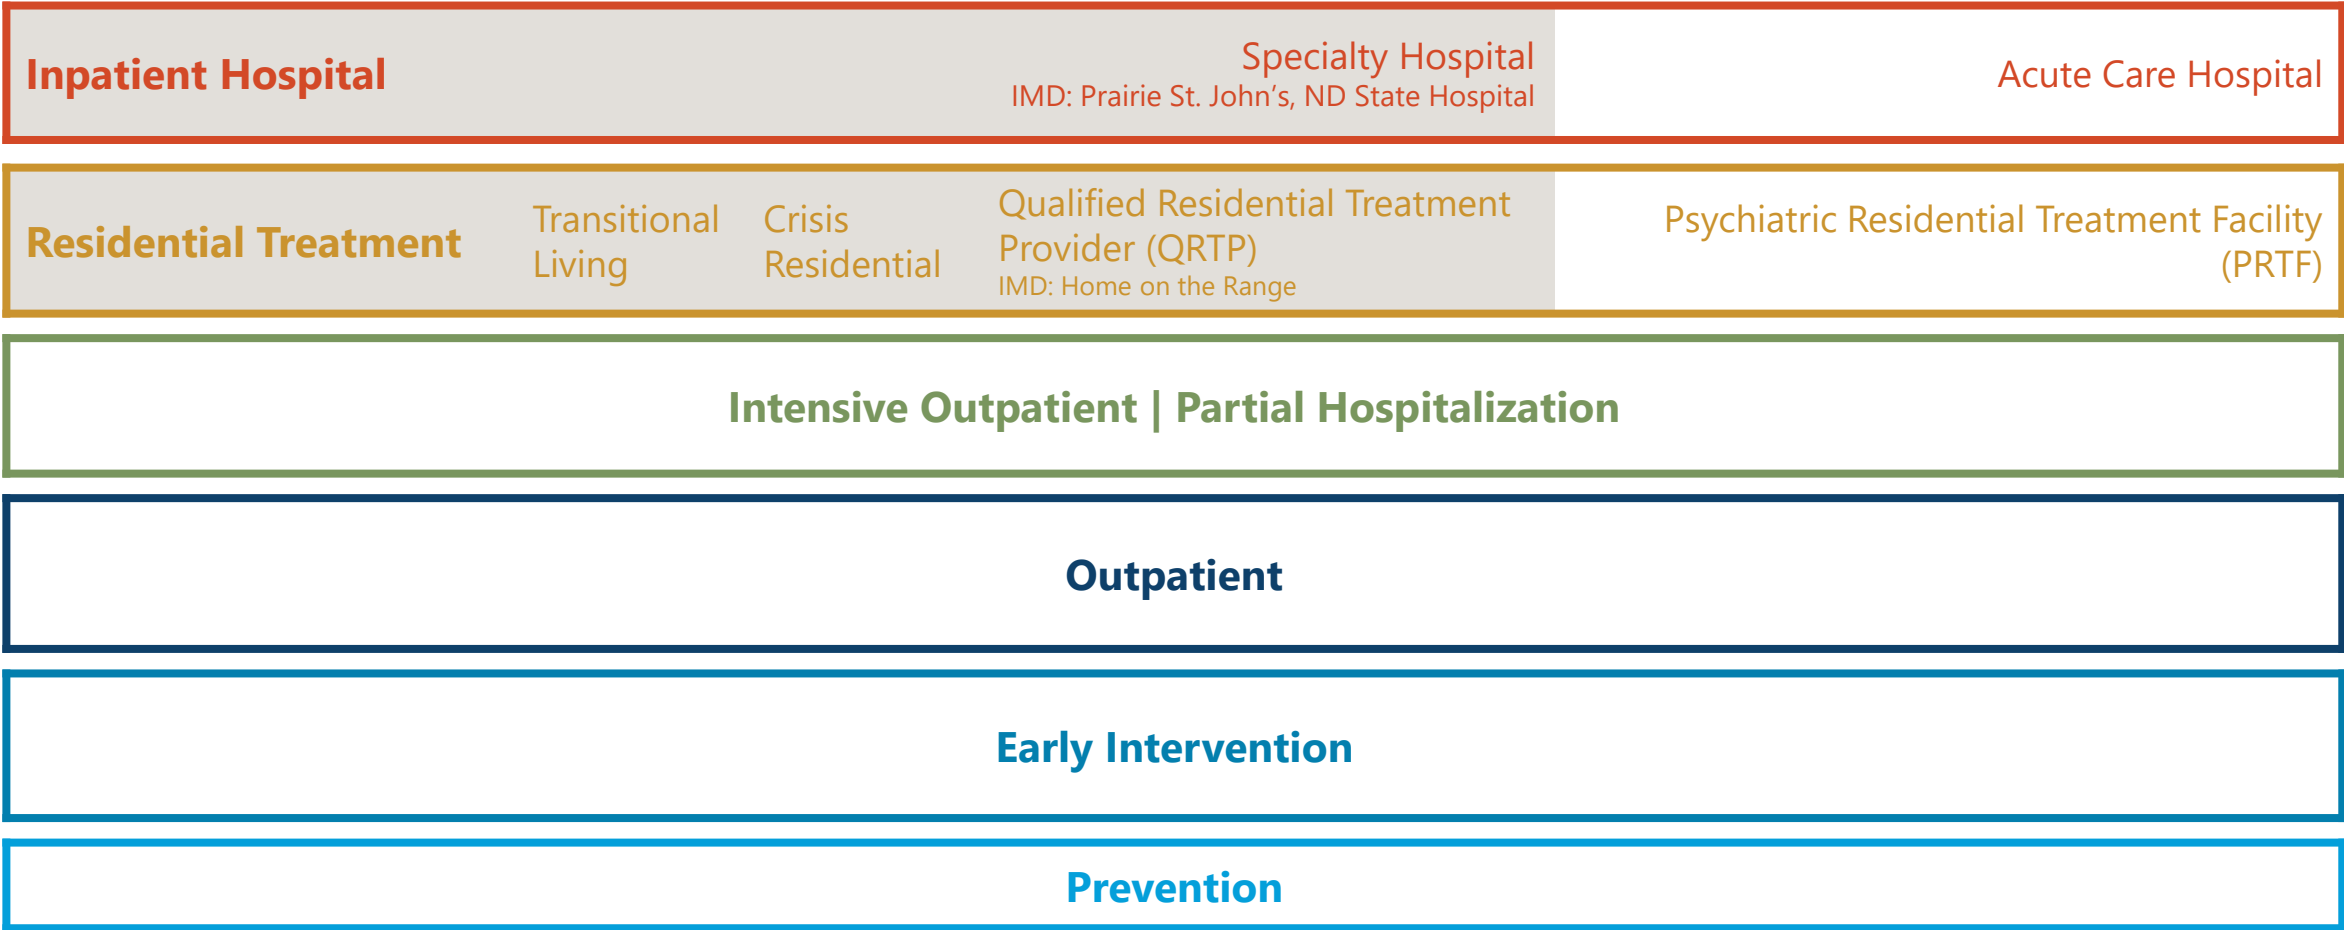 Inpatient Hospital
Specialty Hospital
IMD: Prairie St. John's, ND State Hospital
Acute Care Hospital
Residential Treatment
Transitional
Living
Crisis
Residential
Qualified Residential Treatment
Provider (QRTP)
IMD: Home on the Range
Psychiatric Residential Treatment Facility
(PRTF)
Intensive Outpatient | Partial Hospitalization
Outpatient
Early Intervention
Prevention